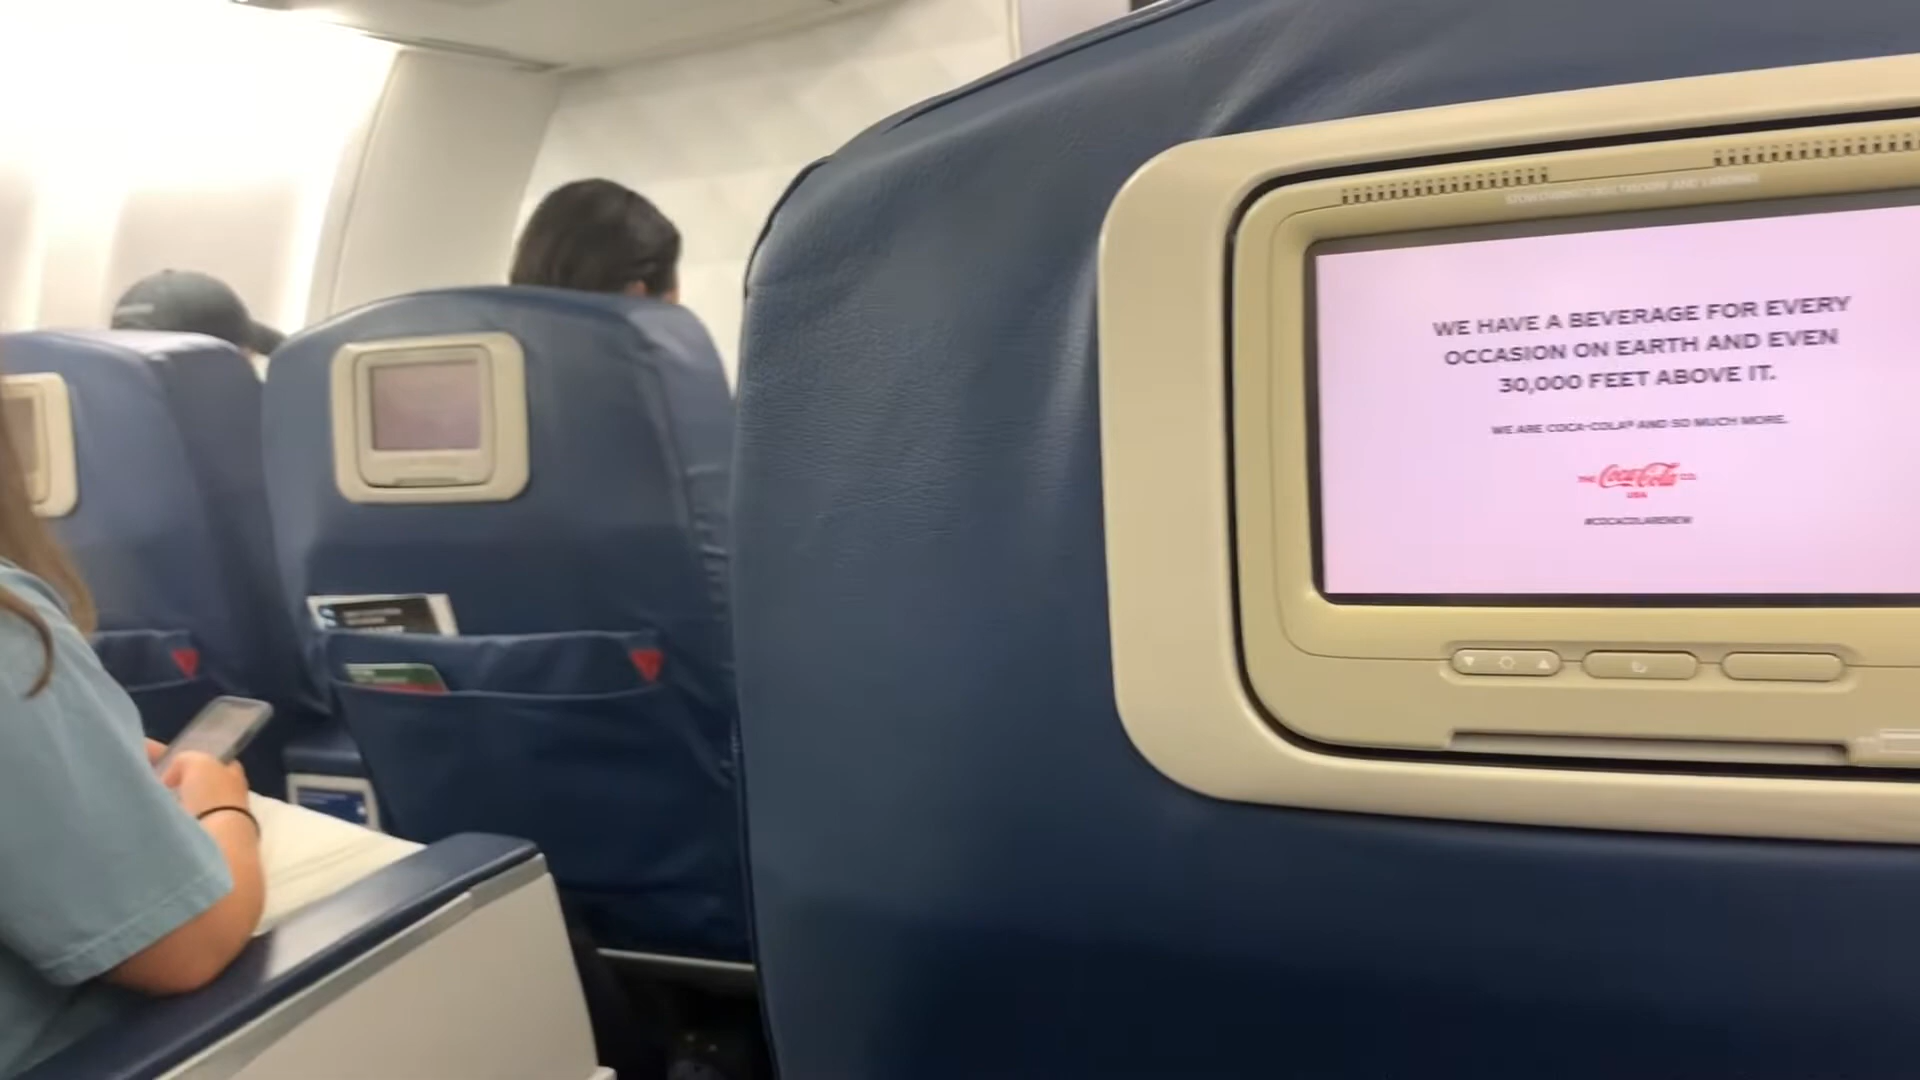 WE HAVE A BEVERAGE FOR EVERY
OCCASION ON EARTH AND EVEN
30,000 FEET ABOVE IT.
WE ARE COCA-COLA® AND SO MUCH MORE.
THE Coca-Cola CO.
USA
#COCACOLARENEW